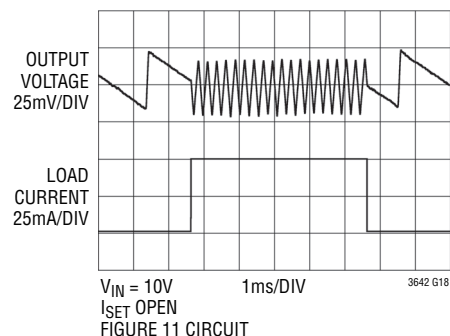 OUTPUT
VOLTAGE
25mV/DIV
LOAD
CURRENT
25mA/DIV
VIN = 10V
1ms/DIV
3642 G18
ISET OPEN
FIGURE 11 CIRCUIT